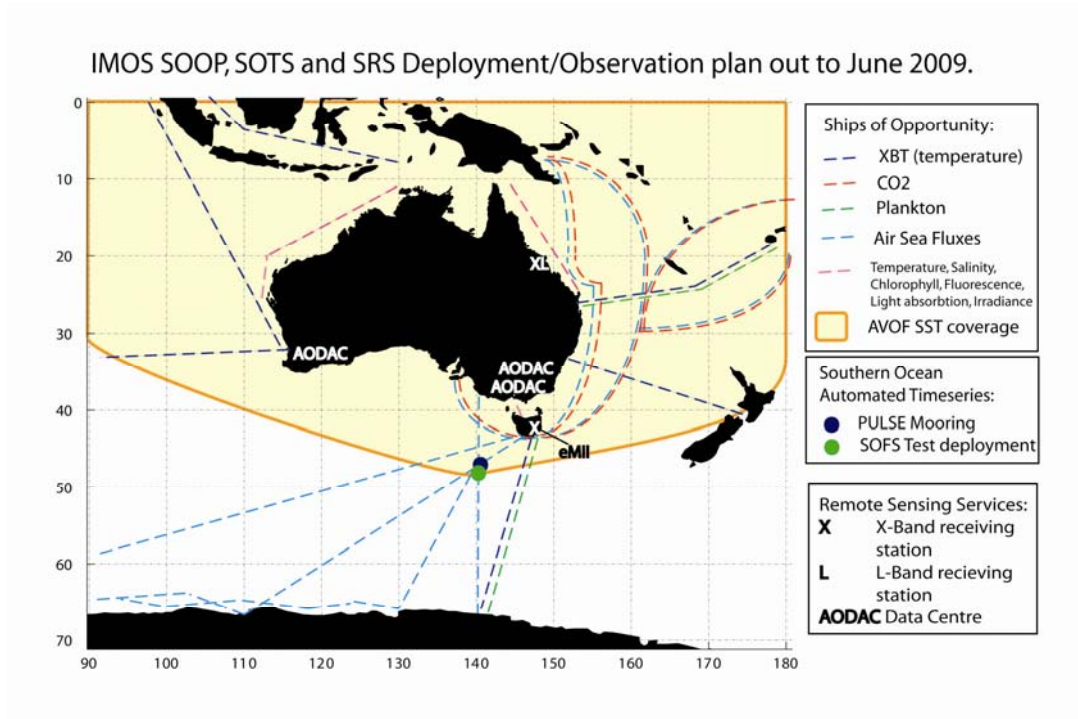 IMOS SOOP, SOTS and SRS Deployment/Observation plan out to June 2009.
0
10
20
30
40
50
60
70
90
100
110
120
130
140
150
160
170
180
XL
AODAC
AODAC
AODAC
X
eMII
Ships of Opportunity:
XBT (temperature)
CO2
Plankton
Air Sea Fluxes
Temperature, Salinity,
Chlorophyll, Fluorescence,
Light absorbtion, Irradiance
AVOF SST coverage
Southern Ocean
Automated Timeseries:
PULSE Mooring
SOFS Test deployment
Remote Sensing Services:
X X-Band receiving
station
L L-Band recieving
station
AODAC Data Centre